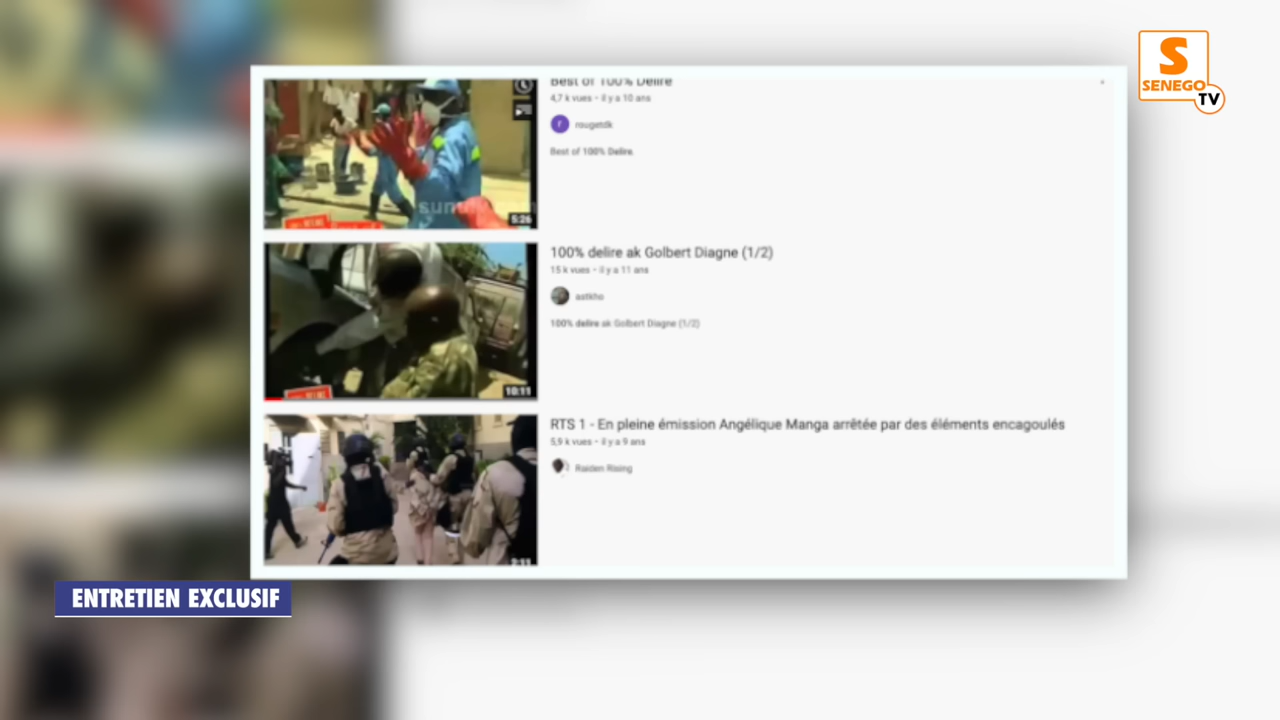 S
SENEGO
TV
Best of 100% Delire
4,7 k vues • il y a 10 ans
r rougetdk
Best of 100% Delire.
5:26
100% delire ak Golbert Diagne (1/2)
15 k vues • il y a 11 ans
100% delire ak Golbert Diagne (1/2)
10:11
RTS 1 - En pleine émission Angélique Manga arrêtée par des éléments encagoulés
5,9 k vues • il y a 9 ans
Raiden Rising
ENTRETIEN EXCLUSIF